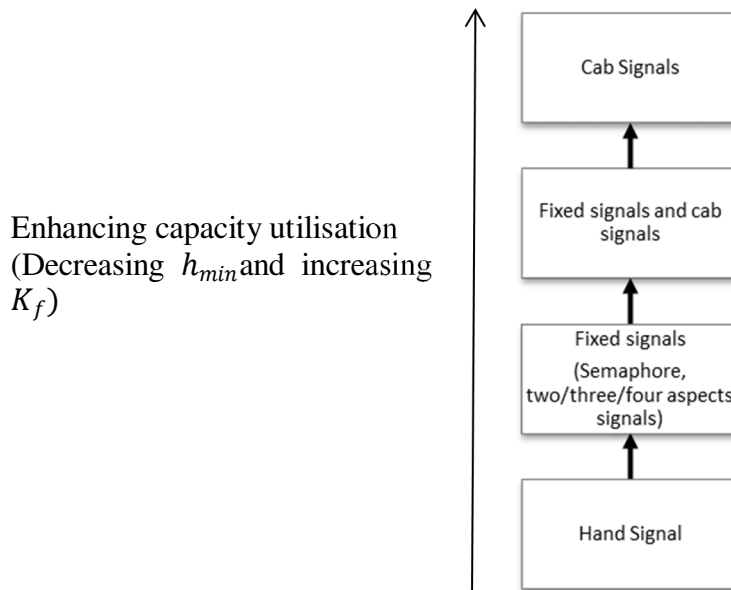 Cab Signals
Fixed signals and cab
signals
Enhancing capacity utilisation
(Decreasing h_min and increasing
K_f)
Fixed signals
(Semaphore,
two/three/four aspects
signals)
Hand Signal